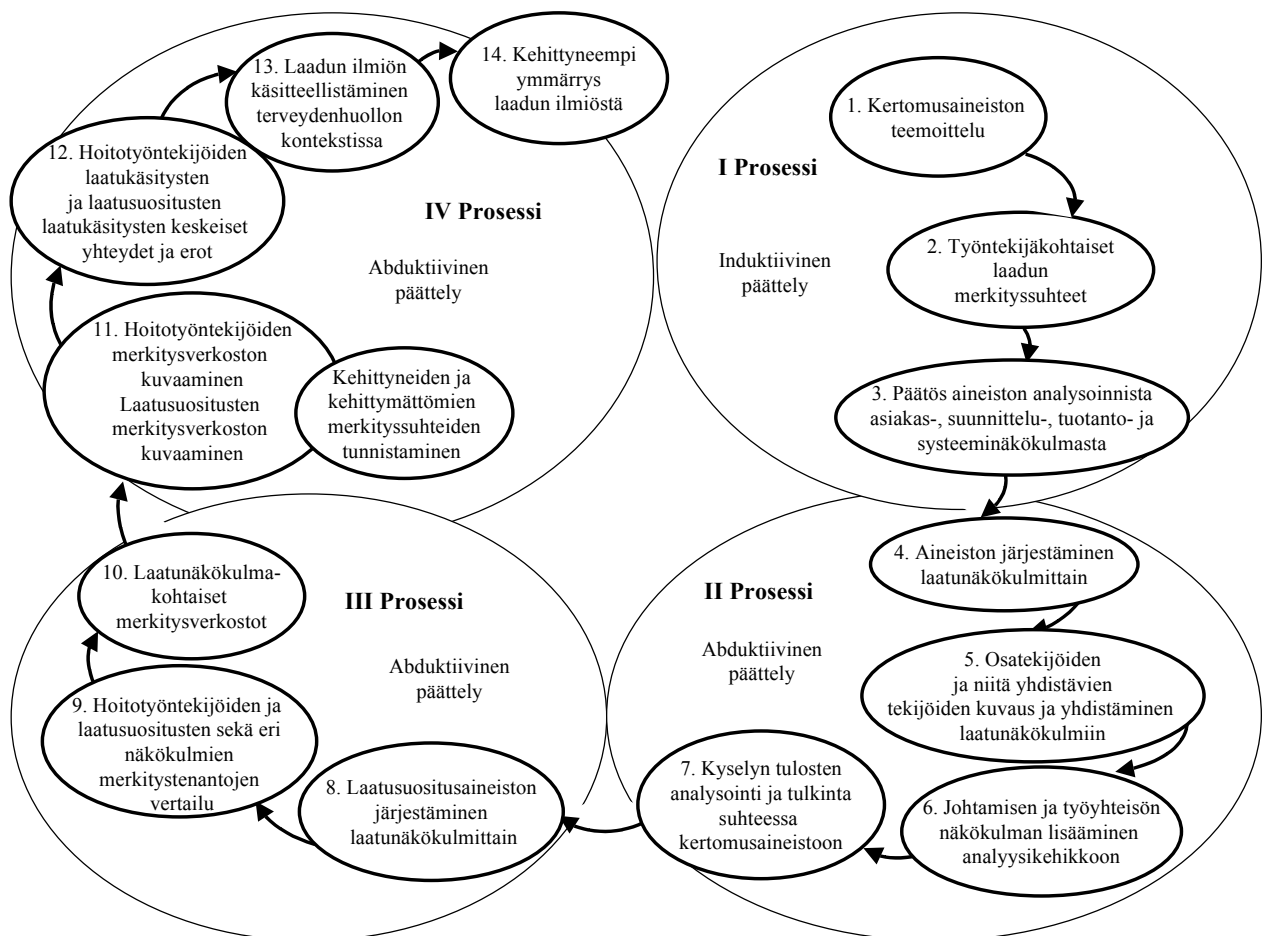 I Prosessi
Induktiivinen
päättely
1. Kertomusaineiston
teemoittelu
2. Työntekijäkohtaiset
laadun
merkityssuhteet
3. Päätös aineiston analysoinnista
asiakas-, suunnittelu-, tuotanto- ja
systeeminäkökulmasta
II Prosessi
Abduktiivinen
päättely
4. Aineiston järjestäminen
laatunäkökulmittain
5. Osatekijöiden
ja niitä yhdistävien
tekijöiden kuvaus ja yhdistäminen
laatunäkökulmiin
6. Johtamisen ja työyhteisön
näkökulman lisääminen
analyysikehikkoon
7. Kyselyn tulosten
analysointi ja tulkinta
suhteessa
kertomusaineistoon
III Prosessi
Abduktiivinen
päättely
8. Laatusuositusaineiston
järjestäminen
laatunäkökulmittain
9. Hoitotyöntekijöiden ja
laatusuositusten sekä eri
näkökulmien
merkitystenantojen
vertailu
10. Laatunäkökulma-
kohtaiset
merkitysverkostot
IV Prosessi
Abduktiivinen
päättely
11. Hoitotyöntekijöiden
merkitysverkoston
kuvaaminen
Laatusuositusten
merkitysverkoston
kuvaaminen
Kehittyneiden ja
kehittymättömien
merkityssuhteiden
tunnistaminen
12. Hoitotyöntekijöiden
laatukäsitysten
ja laatusuositusten
laatukäsitysten keskeiset
yhteydet ja erot
13. Laadun ilmiön
käsitteellistäminen
terveydenhuollon
kontekstissa
14. Kehittyneempi
ymmärrys
laadun ilmiöstä